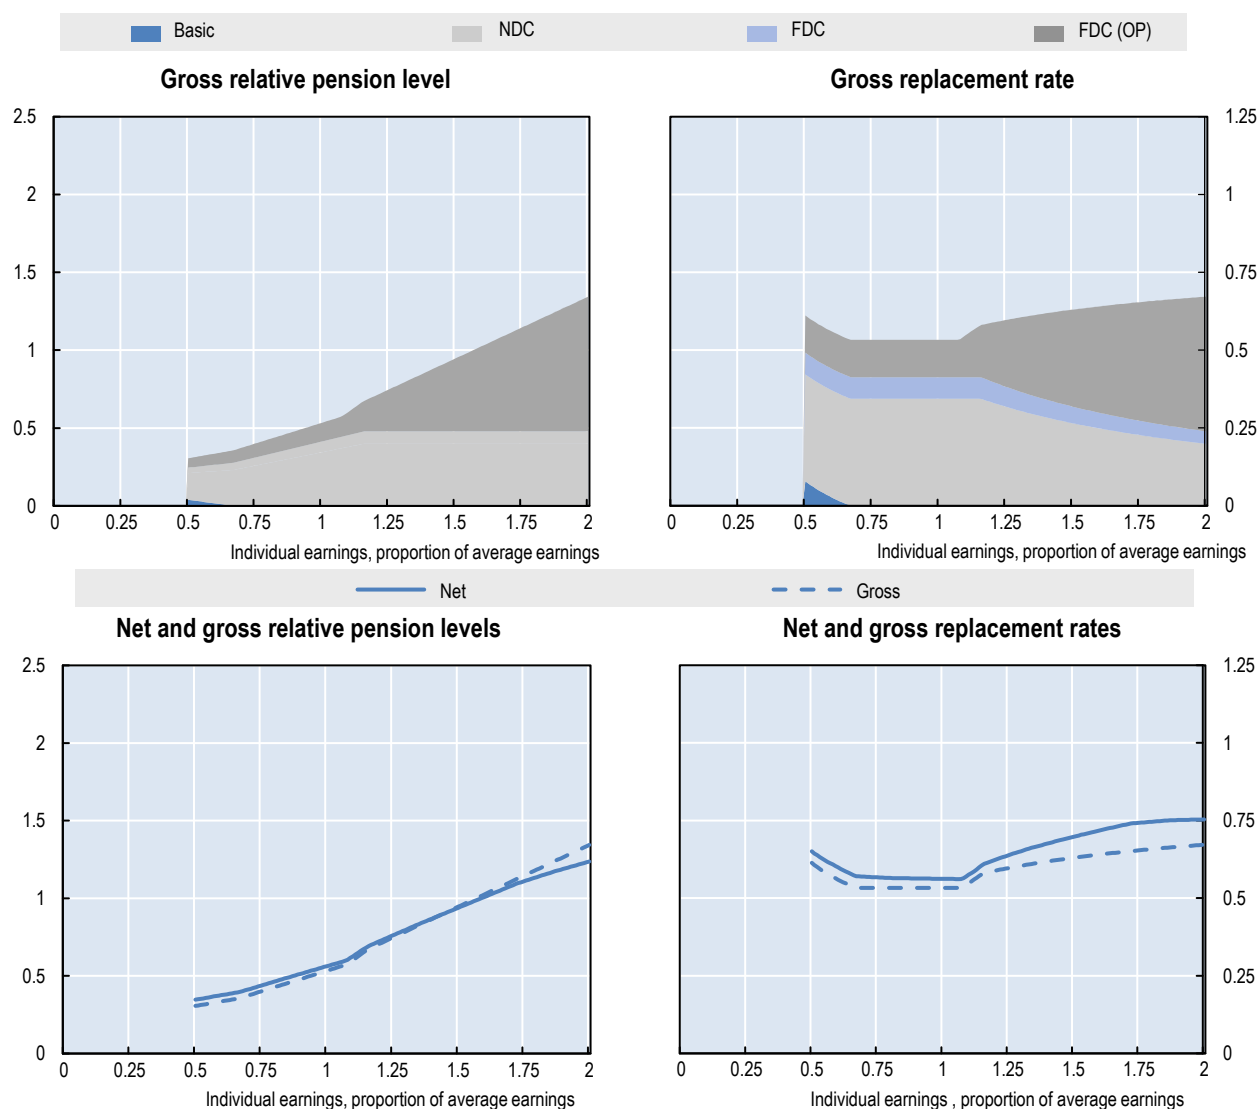 Basic NDC FDC FDC (OP)
Gross relative pension level Gross replacement rate
2.5 1.25
2 1
1.5 0.75
1 0.5
0.5 0.25
0 0
0 0.25 0.5 0.75 1 1.25 1.5 1.75 2 0 0.25 0.5 0.75 1 1.25 1.5 1.75 2
Individual earnings, proportion of average earnings Individual earnings, proportion of average earnings
Net Gross
Net and gross relative pension levels Net and gross replacement rates
2.5 1.25
2 1
1.5 0.75
1 0.5
0.5 0.25
0 0
0 0.25 0.5 0.75 1 1.25 1.5 1.75 2 0 0.25 0.5 0.75 1 1.25 1.5 1.75 2
Individual earnings, proportion of average earnings Individual earnings , proportion of average earnings